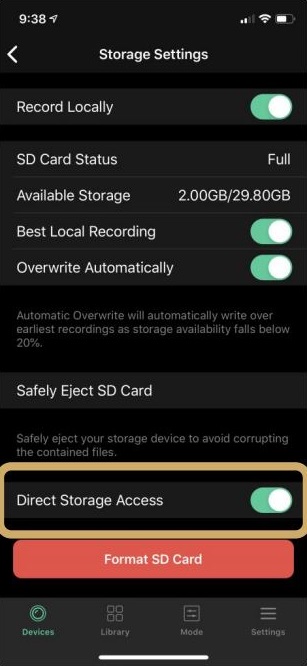 9:38
Storage Settings
Record Locally
SD Card Status Full
Available Storage 2.00GB/29.80GB
Best Local Recording
Overwrite Automatically
Automatic Overwrite will automatically write over
earliest recordings as storage availability falls below
20%.
Safely Eject SD Card
Safely eject your storage device to avoid corrupting
the contained files.
Direct Storage Access
Format SD Card
Devices Library Mode Settings